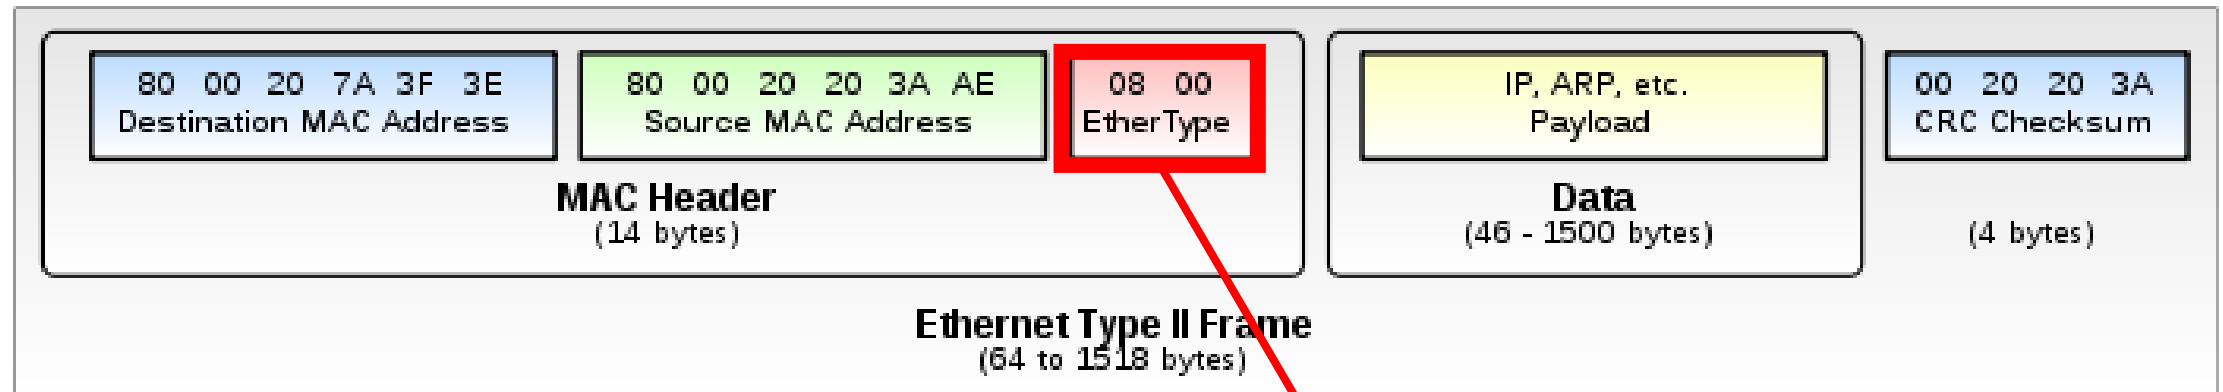 80 00 20 7A 3F 3E
Destination MAC Address
80 00 20 20 3A AE
Source MAC Address
08 00
EtherType
MAC Header
(14 bytes)
IP, ARP, etc.
Payload
Data
(46 - 1500 bytes)
00 20 20 3A
CRC Checksum
(4 bytes)
Ethernet Type II Frame
(64 to 1518 bytes)